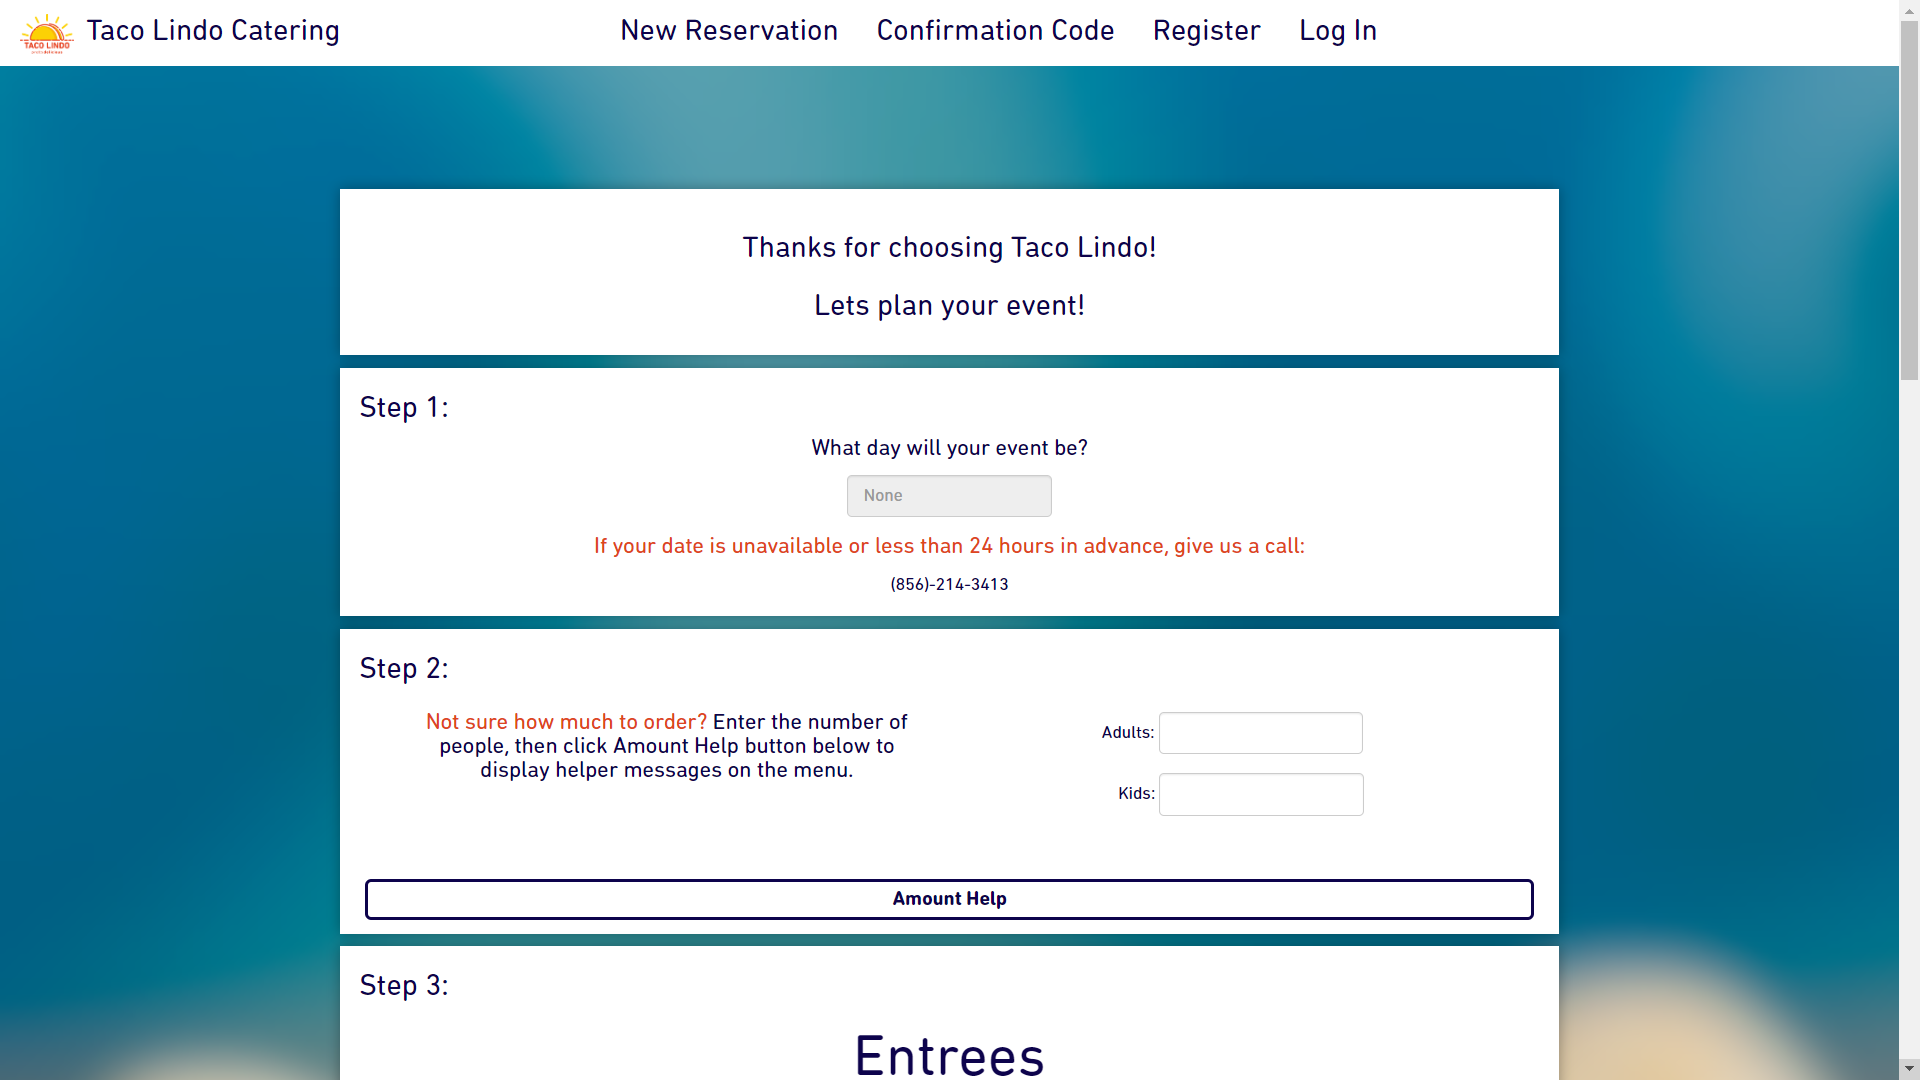 TACO LINDO
Taco Lindo Catering
New Reservation
Confirmation Code
Register
Log In
Thanks for choosing Taco Lindo!
Lets plan your event!
Step 1:
What day will your event be?
None
If your date is unavailable or less than 24 hours in advance, give us a call:
(856)-214-3413
Step 2:
Not sure how much to order? Enter the number of
people, then click Amount Help button below to
display helper messages on the menu.
Adults:
Kids:
Amount Help
Step 3:
Entrees